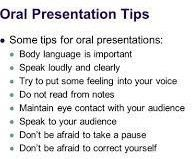 Oral Presentation Tips
Some tips for oral presentations:
Body language is important
Speak loudly and clearly
Try to put some feeling into your voice
Do not read from notes
Maintain eye contact with your audience
Speak to your audience
Don't be afraid to take a pause
Don't be afraid to correct yourself